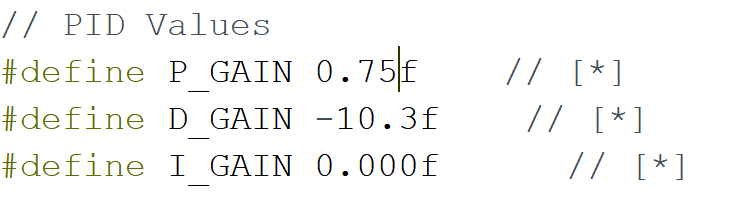 // PID Values
#define P_GAIN 0.75f    // [*]
#define D_GAIN -10.3f    // [*]
#define I_GAIN 0.000f      // [*]